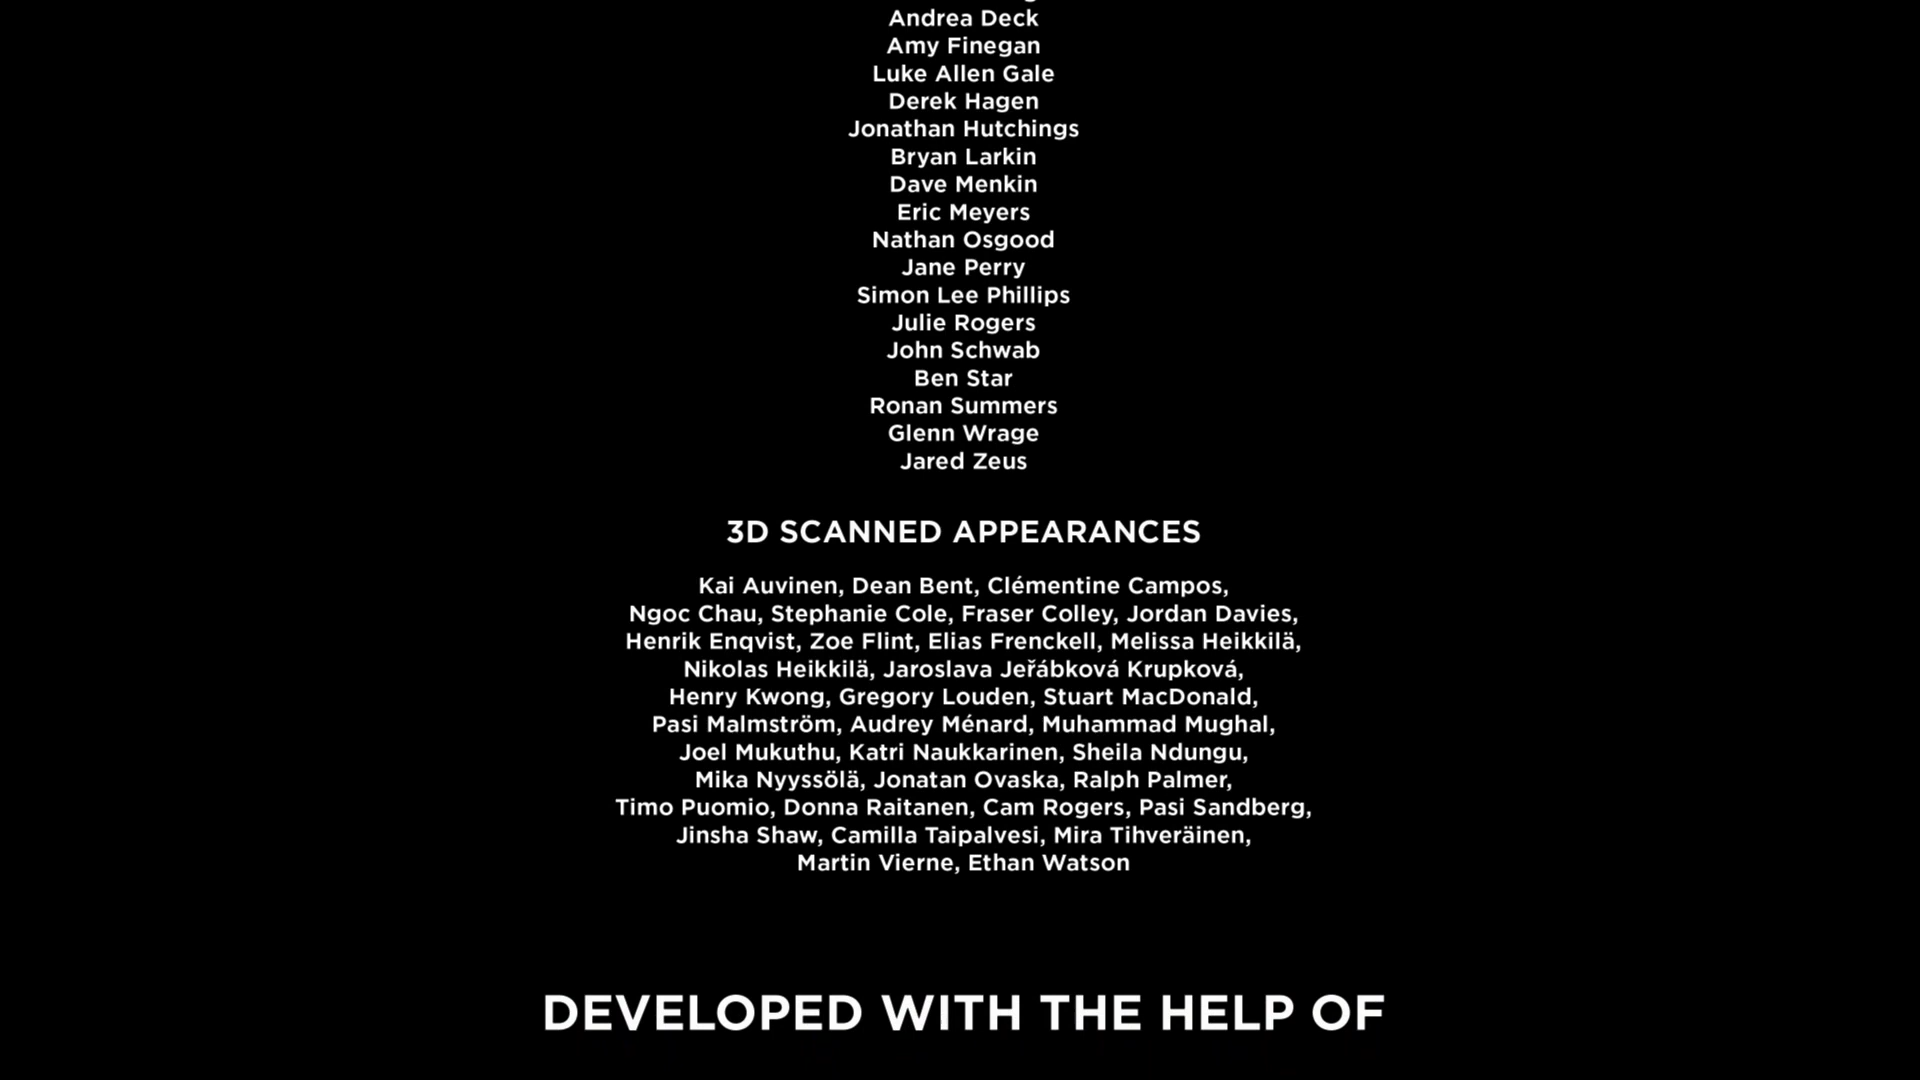 Andrea Deck
Amy Finegan
Luke Allen Gale
Derek Hagen
Jonathan Hutchings
Bryan Larkin
Dave Menkin
Eric Meyers
Nathan Osgood
Jane Perry
Simon Lee Phillips
Julie Rogers
John Schwab
Ben Star
Ronan Summers
Glenn Wrage
Jared Zeus
3D SCANNED APPEARANCES
Kai Auvinen, Dean Bent, Clémentine Campos,
Ngoc Chau, Stephanie Cole, Fraser Colley, Jordan Davies,
Henrik Enqvist, Zoe Flint, Elias Frenckell, Melissa Heikkilä,
Nikolas Heikkilä, Jaroslava Jeřábková Krupková,
Henry Kwong, Gregory Louden, Stuart MacDonald,
Pasi Malmström, Audrey Ménard, Muhammad Mughal,
Joel Mukuthu, Katri Naukkarinen, Sheila Ndungu,
Mika Nyyssölä, Jonatan Ovaska, Ralph Palmer,
Timo Puomio, Donna Raitanen, Cam Rogers, Pasi Sandberg,
Jinsha Shaw, Camilla Taipalvesi, Mira Tihveräinen,
Martin Vierne, Ethan Watson
DEVELOPED WITH THE HELP OF